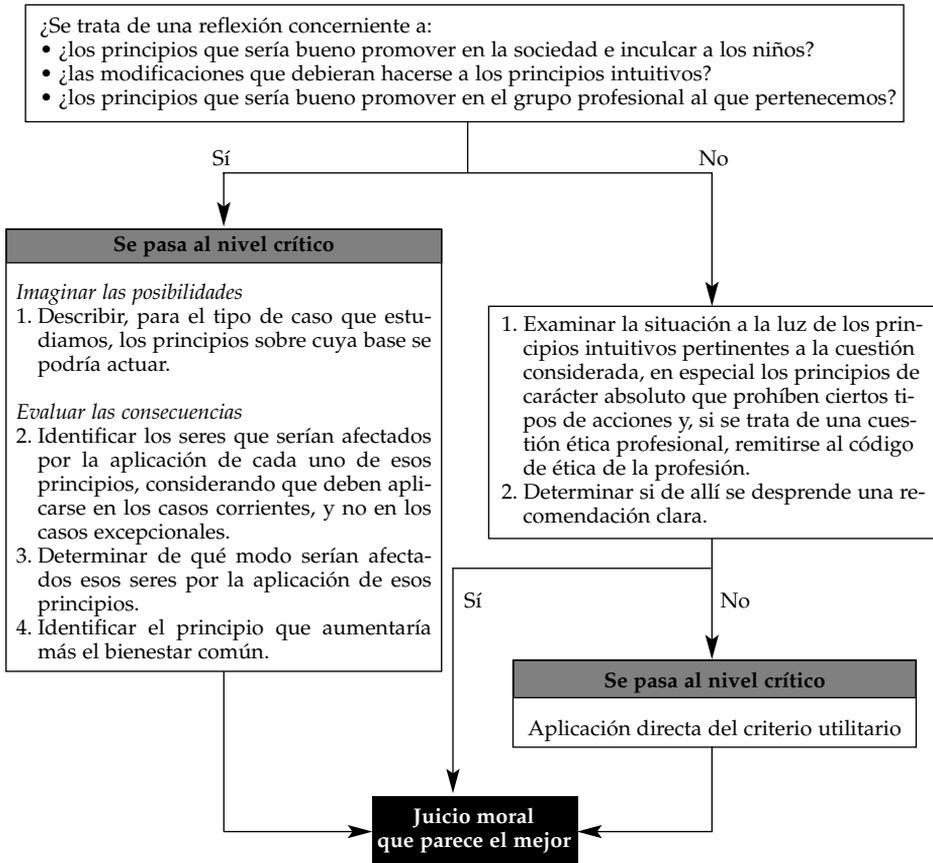 ¿Se trata de una reflexión concerniente a:
• ¿los principios que sería bueno promover en la sociedad e inculcar a los niños?
• ¿las modificaciones que debieran hacerse a los principios intuitivos?
• ¿los principios que sería bueno promover en el grupo profesional al que pertenecemos?
Sí
No
Se pasa al nivel crítico
Imaginar las posibilidades
1. Describir, para el tipo de caso que estu-
diamos, los principios sobre cuya base se
podría actuar.
Evaluar las consecuencias
2. Identificar los seres que serían afectados
por la aplicación de cada uno de esos
principios, considerando que deben apli-
carse en los casos corrientes, y no en los
casos excepcionales.
3. Determinar de qué modo serían afecta-
dos esos seres por la aplicación de esos
principios.
4. Identificar el principio que aumentaría
más el bienestar común.
1. Examinar la situación a la luz de los prin-
cipios intuitivos pertinentes a la cuestión
considerada, en especial los principios de
carácter absoluto que prohíben ciertos ti-
pos de acciones y, si se trata de una cues-
tión ética profesional, remitirse al código
de ética de la profesión.
2. Determinar si de allí se desprende una re-
comendación clara.
Sí
No
Se pasa al nivel crítico
Aplicación directa del criterio utilitario
Juicio moral
que parece el mejor